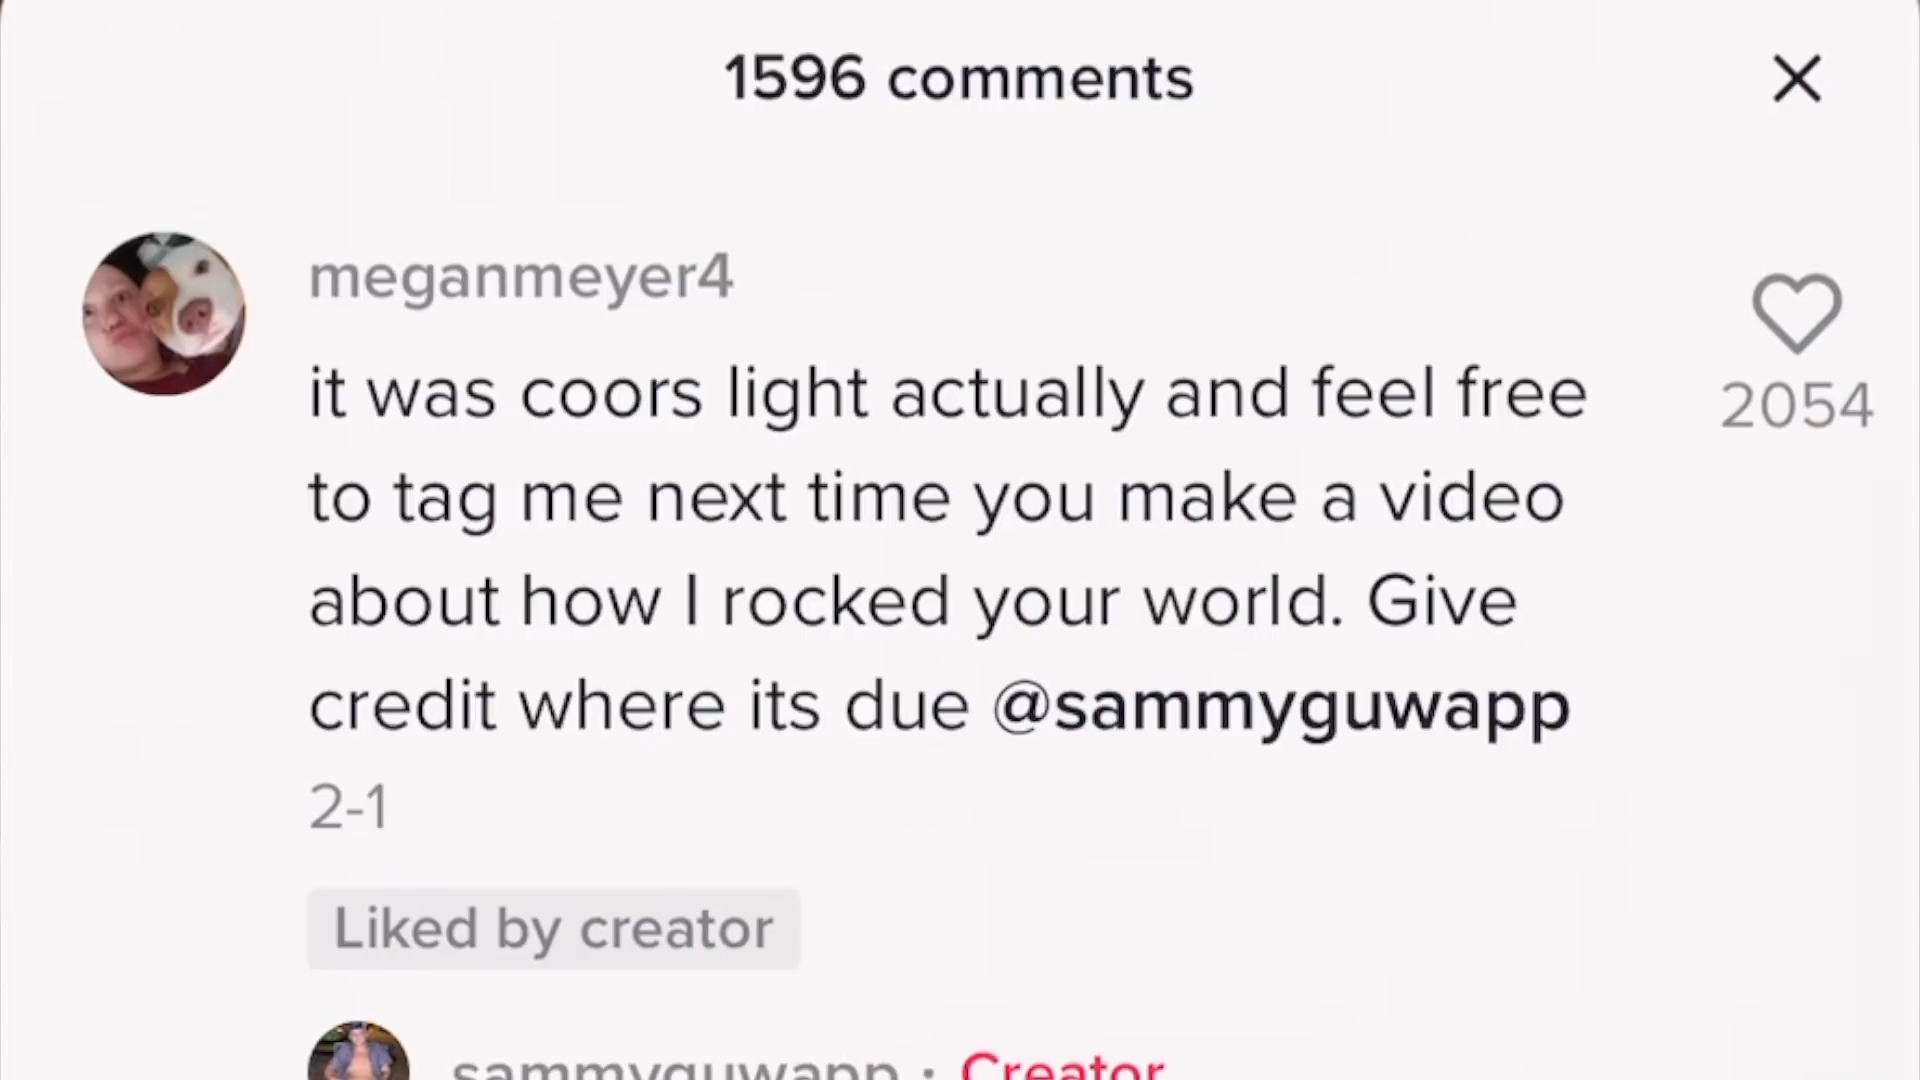 1596 comments
meganmeyer4
it was coors light actually and feel free
2054
to tag me next time you make a video
about how I rocked your world. Give
credit where its due @sammyguwapp
2-1
Liked by creator
sammyguwapp · Creator